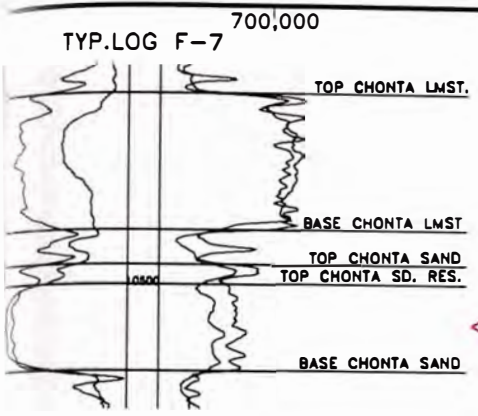 700,000
TYP.LOG F-7
TOP CHONTA LMST.
BASE CHONTA LMST
TOP CHONTA SAND
TOP CHONTA SD. RES.
10500
BASE CHONTA SAND